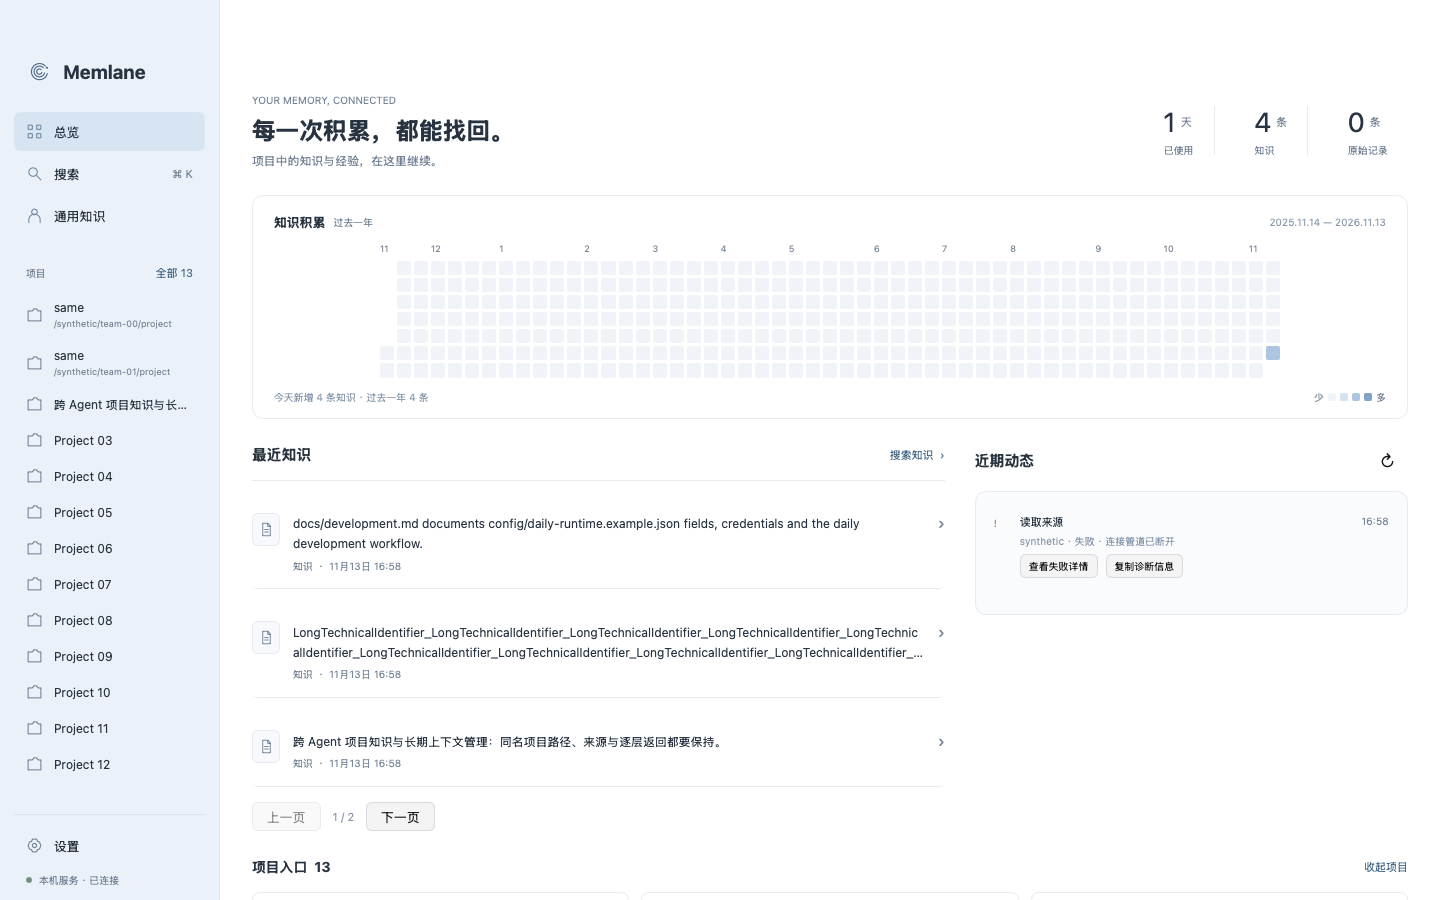 Memlane
总览
搜索 ⌘ K
通用知识
项目 全部 13
same
/synthetic/team-00/project
same
/synthetic/team-01/project
跨 Agent 项目知识与长...
Project 03
Project 04
Project 05
Project 06
Project 07
Project 08
Project 09
Project 10
Project 11
Project 12
设置
本机服务 · 已连接
YOUR MEMORY, CONNECTED
每一次积累，都能找回。
项目中的知识与经验，在这里继续。
1 天
已使用
4 条
知识
0 条
原始记录
知识积累 过去一年
2025.11.14 — 2026.11.13
11 12 1 2 3 4 5 6 7 8 9 10 11
今天新增 4 条知识 · 过去一年 4 条
少 多
最近知识
搜索知识 ›
docs/development.md documents config/daily-runtime.example.json fields, credentials and the daily
development workflow.
知识 · 11月13日 16:58
LongTechnicalIdentifier_LongTechnicalIdentifier_LongTechnicalIdentifier_LongTechnicalIdentifier_LongTechnic
alIdentifier_LongTechnicalIdentifier_LongTechnicalIdentifier_LongTechnicalIdentifier_LongTechnicalIdentifier_...
知识 · 11月13日 16:58
跨 Agent 项目知识与长期上下文管理：同名项目路径、来源与逐层返回都要保持。
知识 · 11月13日 16:58
上一页 1 / 2 下一页
近期动态
! 读取来源 16:58
synthetic · 失败 · 连接管道已断开
查看失败详情 复制诊断信息
项目入口 13
收起项目